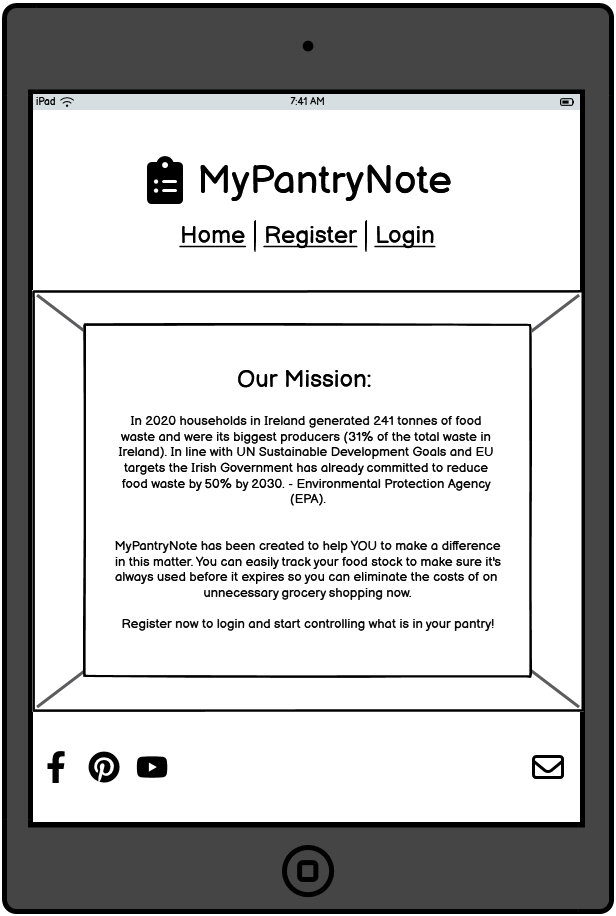 iPad 7:41 AM
MyPantryNote
Home | Register | Login
Our Mission:
In 2020 households in Ireland generated 241 tonnes of food
waste and were its biggest producers (31% of the total waste in
Ireland). In line with UN Sustainable Development Goals and EU
targets the Irish Government has already committed to reduce
food waste by 50% by 2030. - Environmental Protection Agency
(EPA).
MyPantryNote has been created to help YOU to make a difference
in this matter. You can easily track your food stock to make sure it's
always used before it expires so you can eliminate the costs of on
unnecessary grocery shopping now.
Register now to login and start controlling what is in your pantry!